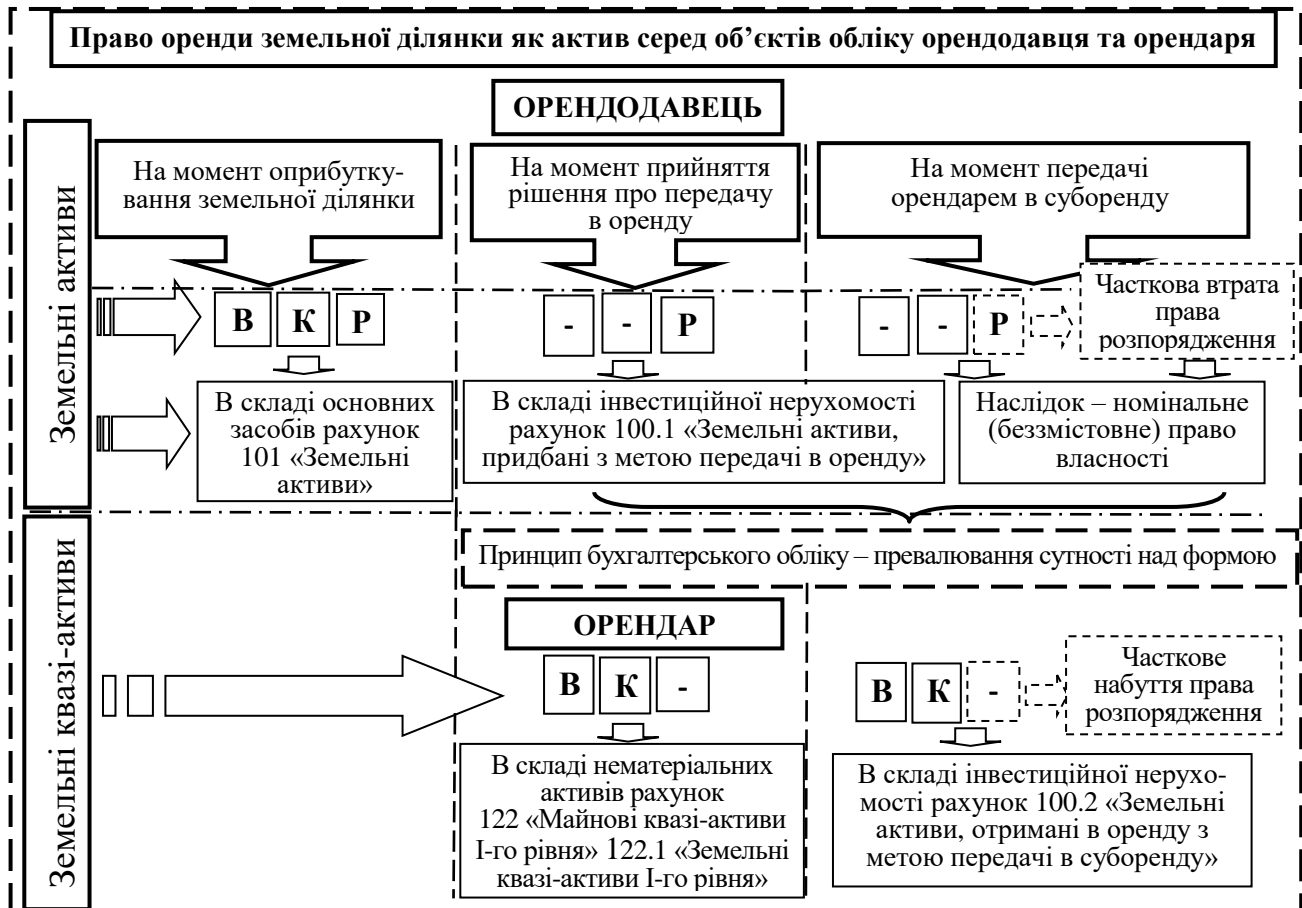 Право оренди земельної ділянки як актив серед об’єктів обліку орендодавця та орендаря
ОРЕНДОДАВЕЦЬ
Земельні активи
На момент оприбутку-
вання земельної ділянки
На момент прийняття
рішення про передачу
в оренду
На момент передачі
орендарем в суборенду
В К Р
- - Р
- - Р
Часткова втрата
права
розпорядження
В складі основних
засобів рахунок
101 «Земельні
активи»
В складі інвестиційної нерухомості
рахунок 100.1 «Земельні активи,
придбані з метою передачі в оренду»
Наслідок – номінальне
(беззмістовне) право
власності
Принцип бухгалтерського обліку – превалювання сутності над формою
Земельні квазі-активи
ОРЕНДАР
В К -
В К -
Часткове
набуття права
розпорядження
В складі нематеріальних
активів рахунок
122 «Майнові квазі-активи
І-го рівня» 122.1 «Земельні
квазі-активи І-го рівня»
В складі інвестиційної нерухо-
мості рахунок 100.2 «Земельні
активи, отримані в оренду з
метою передачі в суборенду»